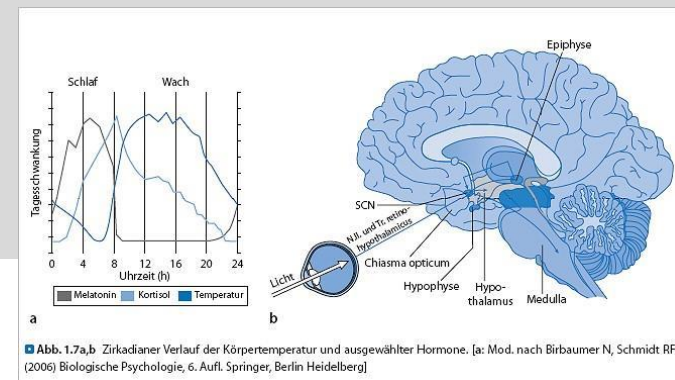 Epiphyse
Schlaf
Wach
Tagesschwankung
0 4 8 12 16 20 24
Uhrzeit (h)
Melatonin Kortisol Temperatur
a
SCN
N.II. und Tr. retino-
hypothalamicus
Licht
Chiasma opticum
Hypophyse
Hypo-
thalamus
Medulla
b
Abb. 1.7a,b Zirkadianer Verlauf der Körpertemperatur und ausgewählter Hormone. [a: Mod. nach Birbaumer N, Schmidt RF
(2006) Biologische Psychologie, 6. Aufl. Springer, Berlin Heidelberg]